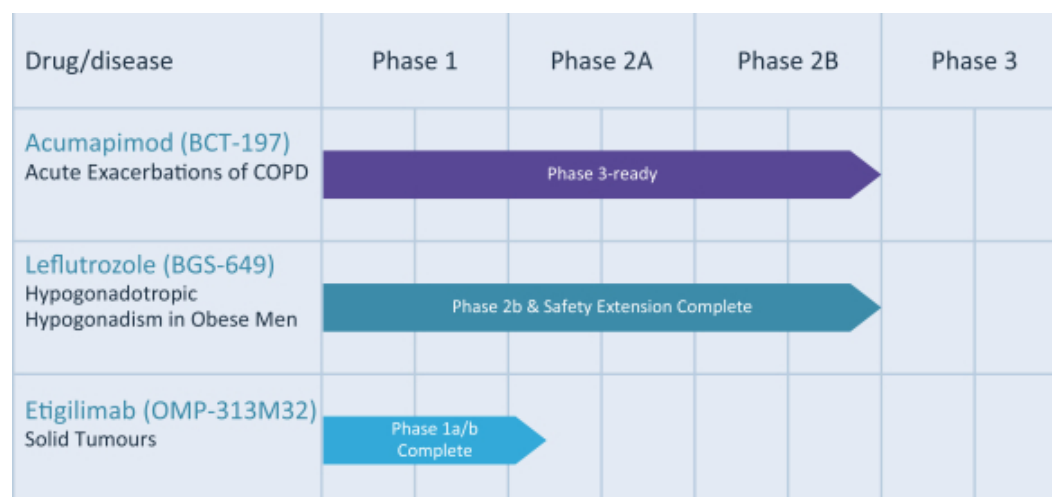 Drug/disease Phase 1 Phase 2A Phase 2B Phase 3
Acumapimod (BCT-197)
Acute Exacerbations of COPD
Phase 3-ready
Leflutrozole (BGS-649)
Hypogonadotropic
Hypogonadism in Obese Men
Phase 2b & Safety Extension Complete
Etigilimab (OMP-313M32)
Solid Tumours
Phase 1a/b
Complete